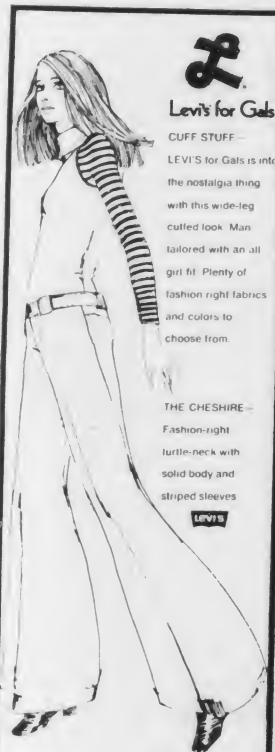 Levi's for Gals
CUFF STUFF—
LEVI'S for Gals is into
the nostalgia thing
with this wide-leg
cuffed look. Man
tailored with an all
girl fit. Plenty of
fashion right fabrics
and colors to
choose from.
THE CHESHIRE—
Fashion-right
turtle-neck with
solid body and
striped sleeves
LEVI'S